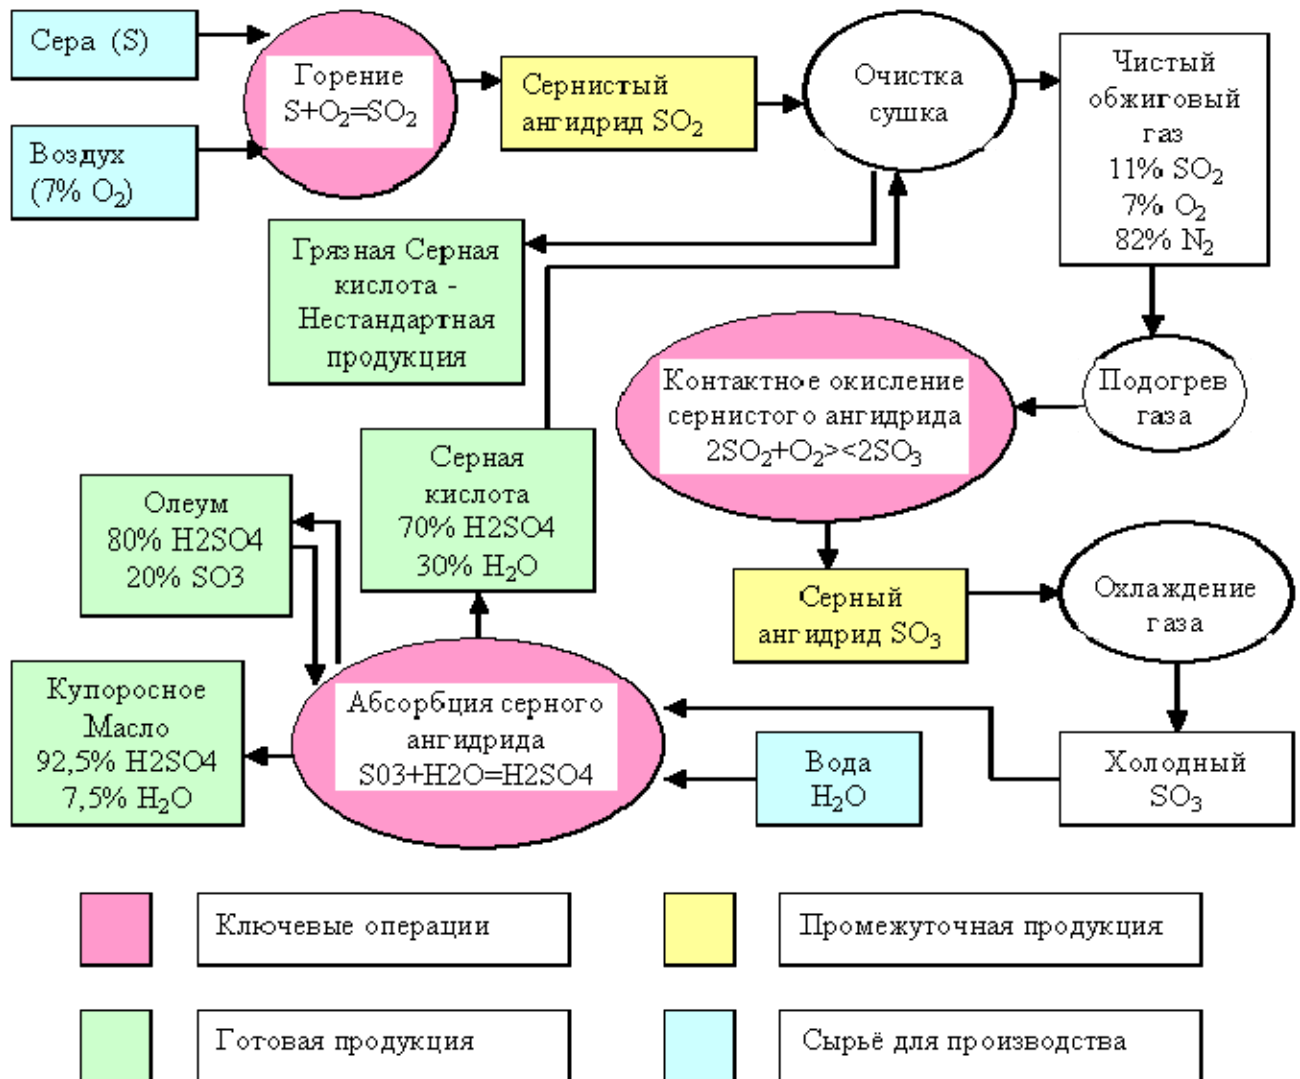 Сера (S)
Воздух
(7% O₂)
Горение
S+O₂=SO₂
Сернистый
ангидрид SO₂
Очистка
сушка
Чистый
обжиговый
газ
11% SO₂
7% O₂
82% N₂
Грязная Серная
кислота -
Нестандартная
продукция
Контактное окисление
сернистого ангидрида
2SO₂+O₂><2SO₃
Подогрев
газа
Серная
кислота
70% H2SO4
30% H₂O
Олеум
80% H2SO4
20% SO3
Серный
ангидрид SO₃
Охлаждение
газа
Купоросное
Масло
92,5% H2SO4
7,5% H₂O
Абсорбция серного
ангидрида
S03+H2O=H2SO4
Вода
H₂O
Холодный
SO₃
Ключевые операции
Промежуточная продукция
Готовая продукция
Сырьё для производства